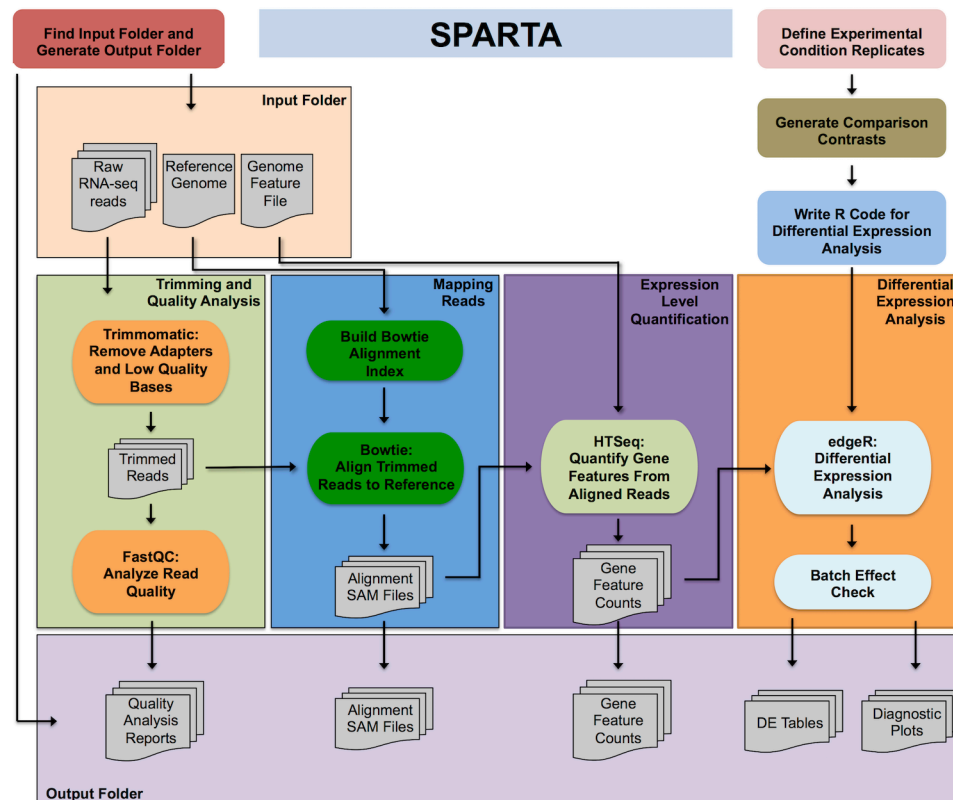 Find Input Folder and
Generate Output Folder
SPARTA
Define Experimental
Condition Replicates
Input Folder
Raw
RNA-seq
reads
Reference
Genome
Genome
Feature
File
Generate Comparison
Contrasts
Write R Code for
Differential Expression
Analysis
Trimming and
Quality Analysis
Mapping
Reads
Expression
Level
Quantification
Differential
Expression
Analysis
Trimmomatic:
Remove Adapters
and Low Quality
Bases
Build Bowtie
Alignment
Index
Trimmed
Reads
Bowtie:
Align Trimmed
Reads to Reference
HTSeq:
Quantify Gene
Features From
Aligned Reads
edgeR:
Differential
Expression
Analysis
FastQC:
Analyze Read
Quality
Alignment
SAM Files
Gene
Feature
Counts
Batch Effect
Check
Quality
Analysis
Reports
Alignment
SAM Files
Gene
Feature
Counts
DE Tables
Diagnostic
Plots
Output Folder